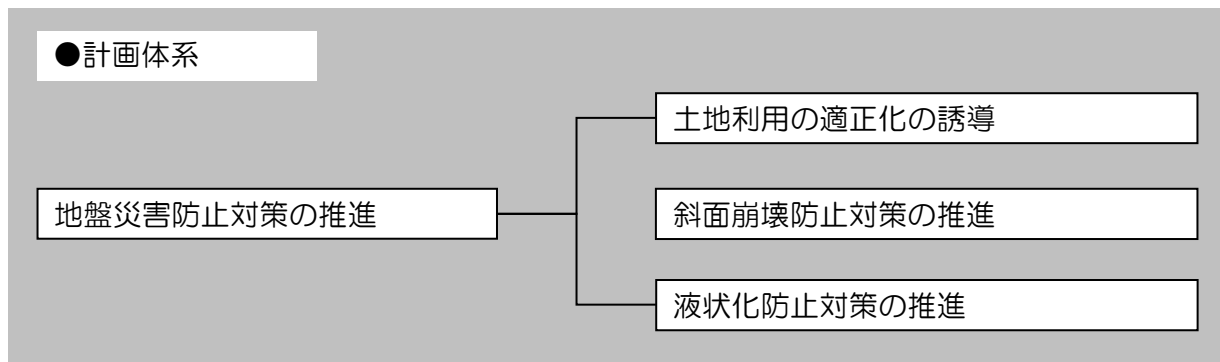 ●計画体系
土地利用の適正化の誘導
地盤災害防止対策の推進
斜面崩壊防止対策の推進
液状化防止対策の推進